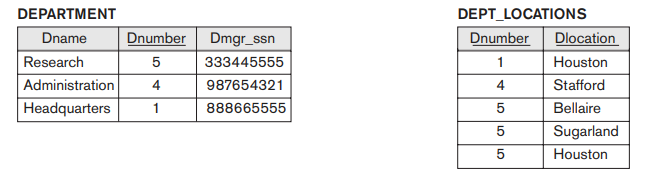 DEPARTMENT
Dname Dnumber Dmgr_ssn
Research 5 333445555
Administration 4 987654321
Headquarters 1 888665555
DEPT_LOCATIONS
Dnumber Dlocation
1 Houston
4 Stafford
5 Bellaire
5 Sugarland
5 Houston